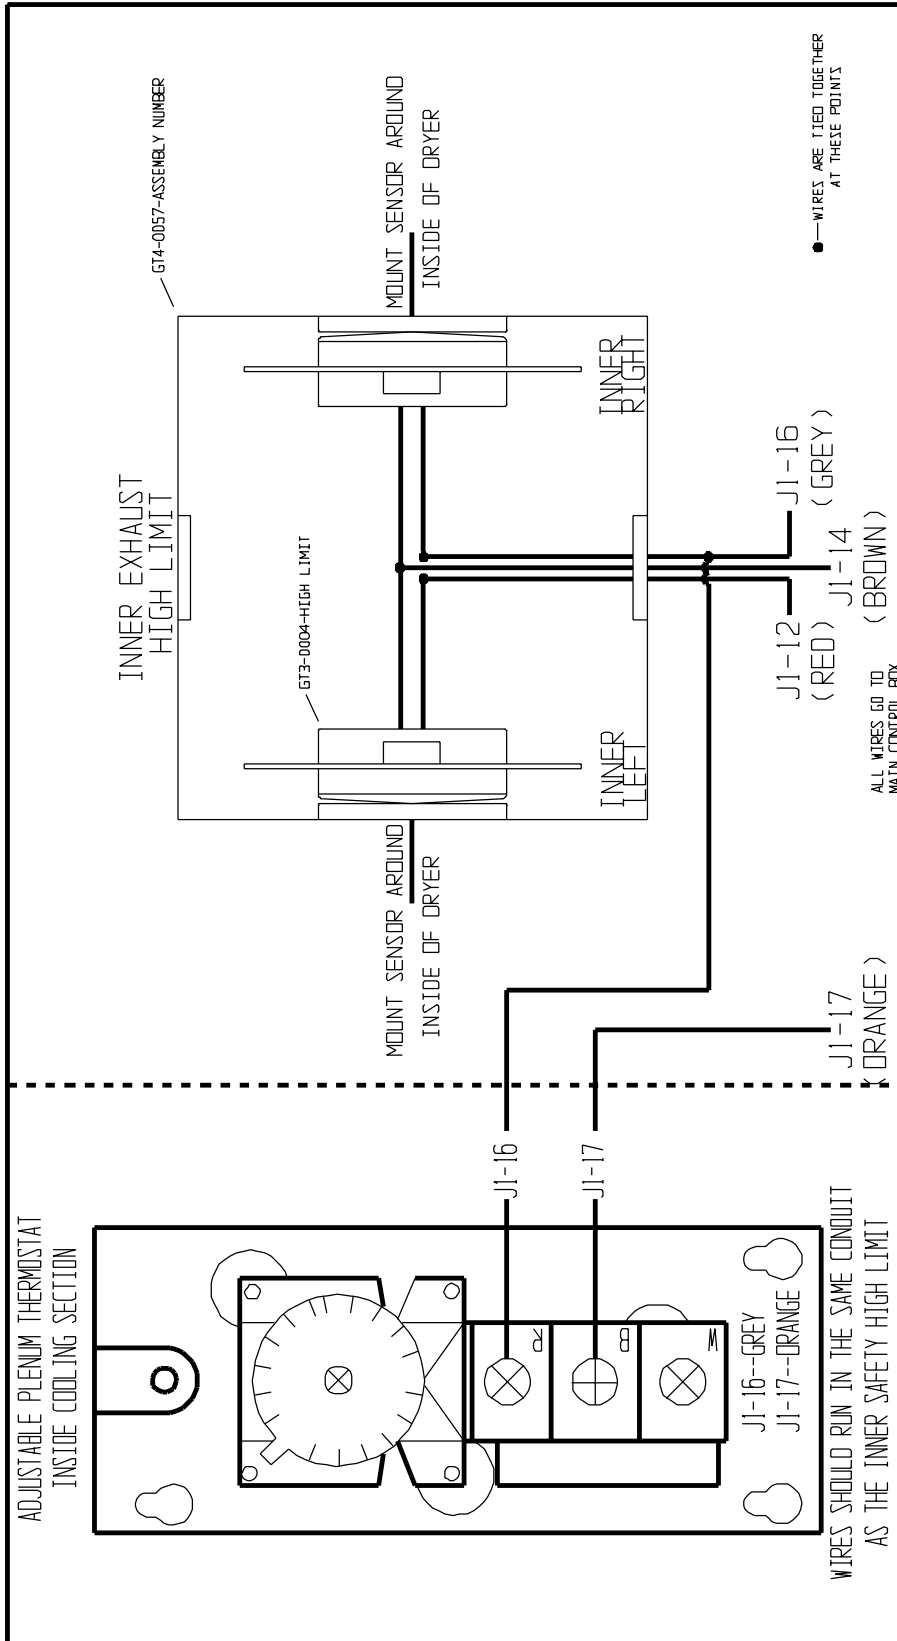 ADJUSTABLE PLENUM THERMOSTAT
INSIDE COOLING SECTION
R
B
W
J1-16--GREY
J1-17--ORANGE
WIRES SHOULD RUN IN THE SAME CONDUIT
AS THE INNER SAFETY HIGH LIMIT
J1-16
J1-17
J1-17
(ORANGE)
MOUNT SENSOR AROUND
INSIDE OF DRYER
INNER EXHAUST
HIGH LIMIT
GT4-0057-ASSEMBLY NUMBER
GT3-0004-HIGH LIMIT
INNER
LEFT
INNER
RIGHT
MOUNT SENSOR AROUND
INSIDE OF DRYER
J1-12
(RED)
J1-14
(BROWN)
J1-16
(GREY)
ALL WIRES GO TO
MAIN CONTROL BOX
WIRES ARE TIED TOGETHER
AT THESE POINTS